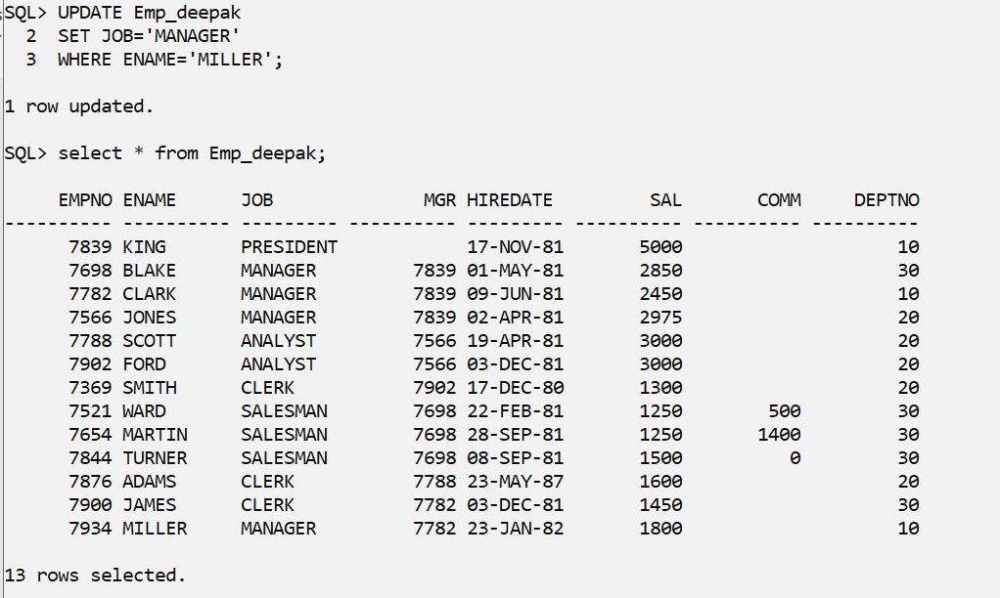 SQL> UPDATE Emp_deepak
  2  SET JOB='MANAGER'
  3  WHERE ENAME='MILLER';
1 row updated.
SQL> select * from Emp_deepak;
     EMPNO ENAME      JOB              MGR HIREDATE         SAL       COMM     DEPTNO
---------- ---------- --------- ---------- --------- ---------- ---------- ----------
      7839 KING       PRESIDENT            17-NOV-81       5000                    10
      7698 BLAKE      MANAGER         7839 01-MAY-81       2850                    30
      7782 CLARK      MANAGER         7839 09-JUN-81       2450                    10
      7566 JONES      MANAGER         7839 02-APR-81       2975                    20
      7788 SCOTT      ANALYST         7566 19-APR-81       3000                    20
      7902 FORD       ANALYST         7566 03-DEC-81       3000                    20
      7369 SMITH      CLERK           7902 17-DEC-80       1300                    20
      7521 WARD       SALESMAN        7698 22-FEB-81       1250        500         30
      7654 MARTIN     SALESMAN        7698 28-SEP-81       1250       1400         30
      7844 TURNER     SALESMAN        7698 08-SEP-81       1500          0         30
      7876 ADAMS      CLERK           7788 23-MAY-87       1600                    20
      7900 JAMES      CLERK           7782 03-DEC-81       1450                    30
      7934 MILLER     MANAGER         7782 23-JAN-82       1800                    10
13 rows selected.